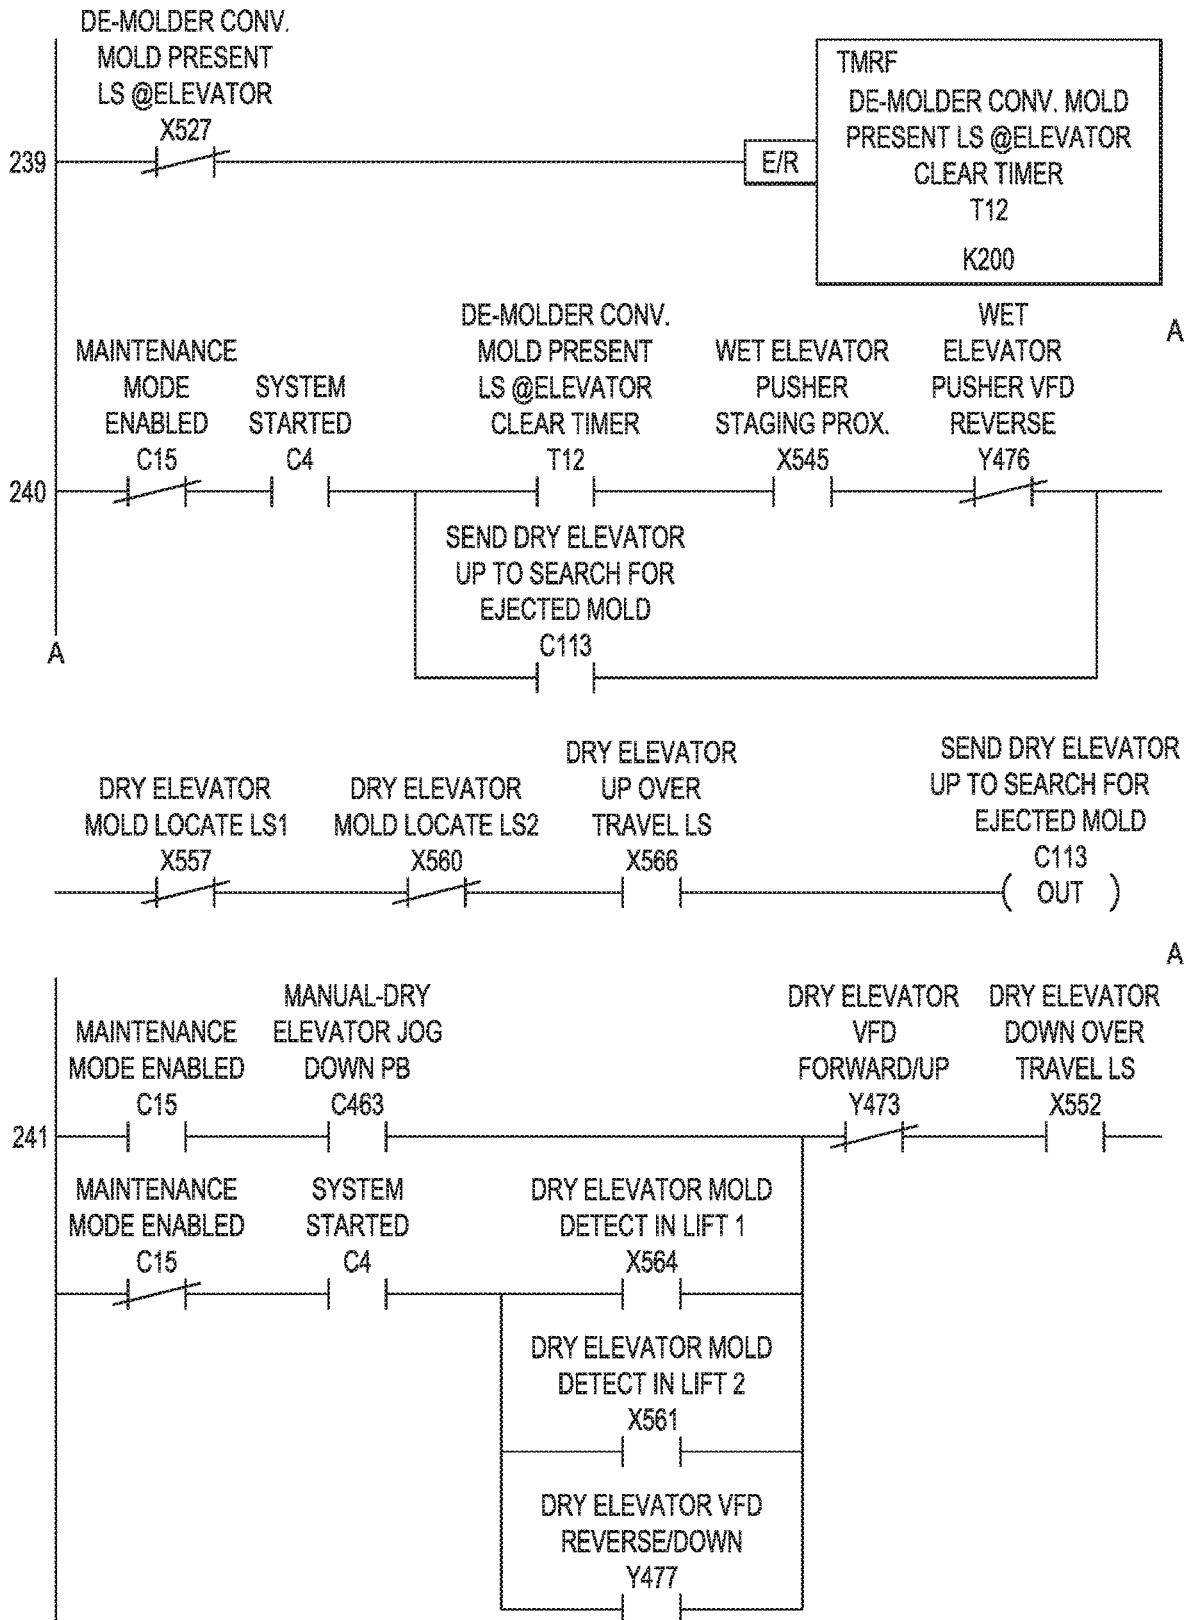 DE-MOLDER CONV.
MOLD PRESENT
LS @ELEVATOR
X527
239
E/R
TMRF
DE-MOLDER CONV. MOLD
PRESENT LS @ELEVATOR
CLEAR TIMER
T12
K200
A
MAINTENANCE
MODE
ENABLED
C15
SYSTEM
STARTED
C4
DE-MOLDER CONV.
MOLD PRESENT
LS @ELEVATOR
CLEAR TIMER
T12
WET ELEVATOR
PUSHER
STAGING PROX.
X545
WET
ELEVATOR
PUSHER VFD
REVERSE
Y476
240
SEND DRY ELEVATOR
UP TO SEARCH FOR
EJECTED MOLD
C113
A
DRY ELEVATOR
MOLD LOCATE LS1
X557
DRY ELEVATOR
MOLD LOCATE LS2
X560
DRY ELEVATOR
UP OVER
TRAVEL LS
X566
SEND DRY ELEVATOR
UP TO SEARCH FOR
EJECTED MOLD
C113
( OUT )
A
MAINTENANCE
MODE ENABLED
C15
MANUAL-DRY
ELEVATOR JOG
DOWN PB
C463
DRY ELEVATOR
VFD
FORWARD/UP
Y473
DRY ELEVATOR
DOWN OVER
TRAVEL LS
X552
241
MAINTENANCE
MODE ENABLED
C15
SYSTEM
STARTED
C4
DRY ELEVATOR MOLD
DETECT IN LIFT 1
X564
DRY ELEVATOR MOLD
DETECT IN LIFT 2
X561
DRY ELEVATOR VFD
REVERSE/DOWN
Y477